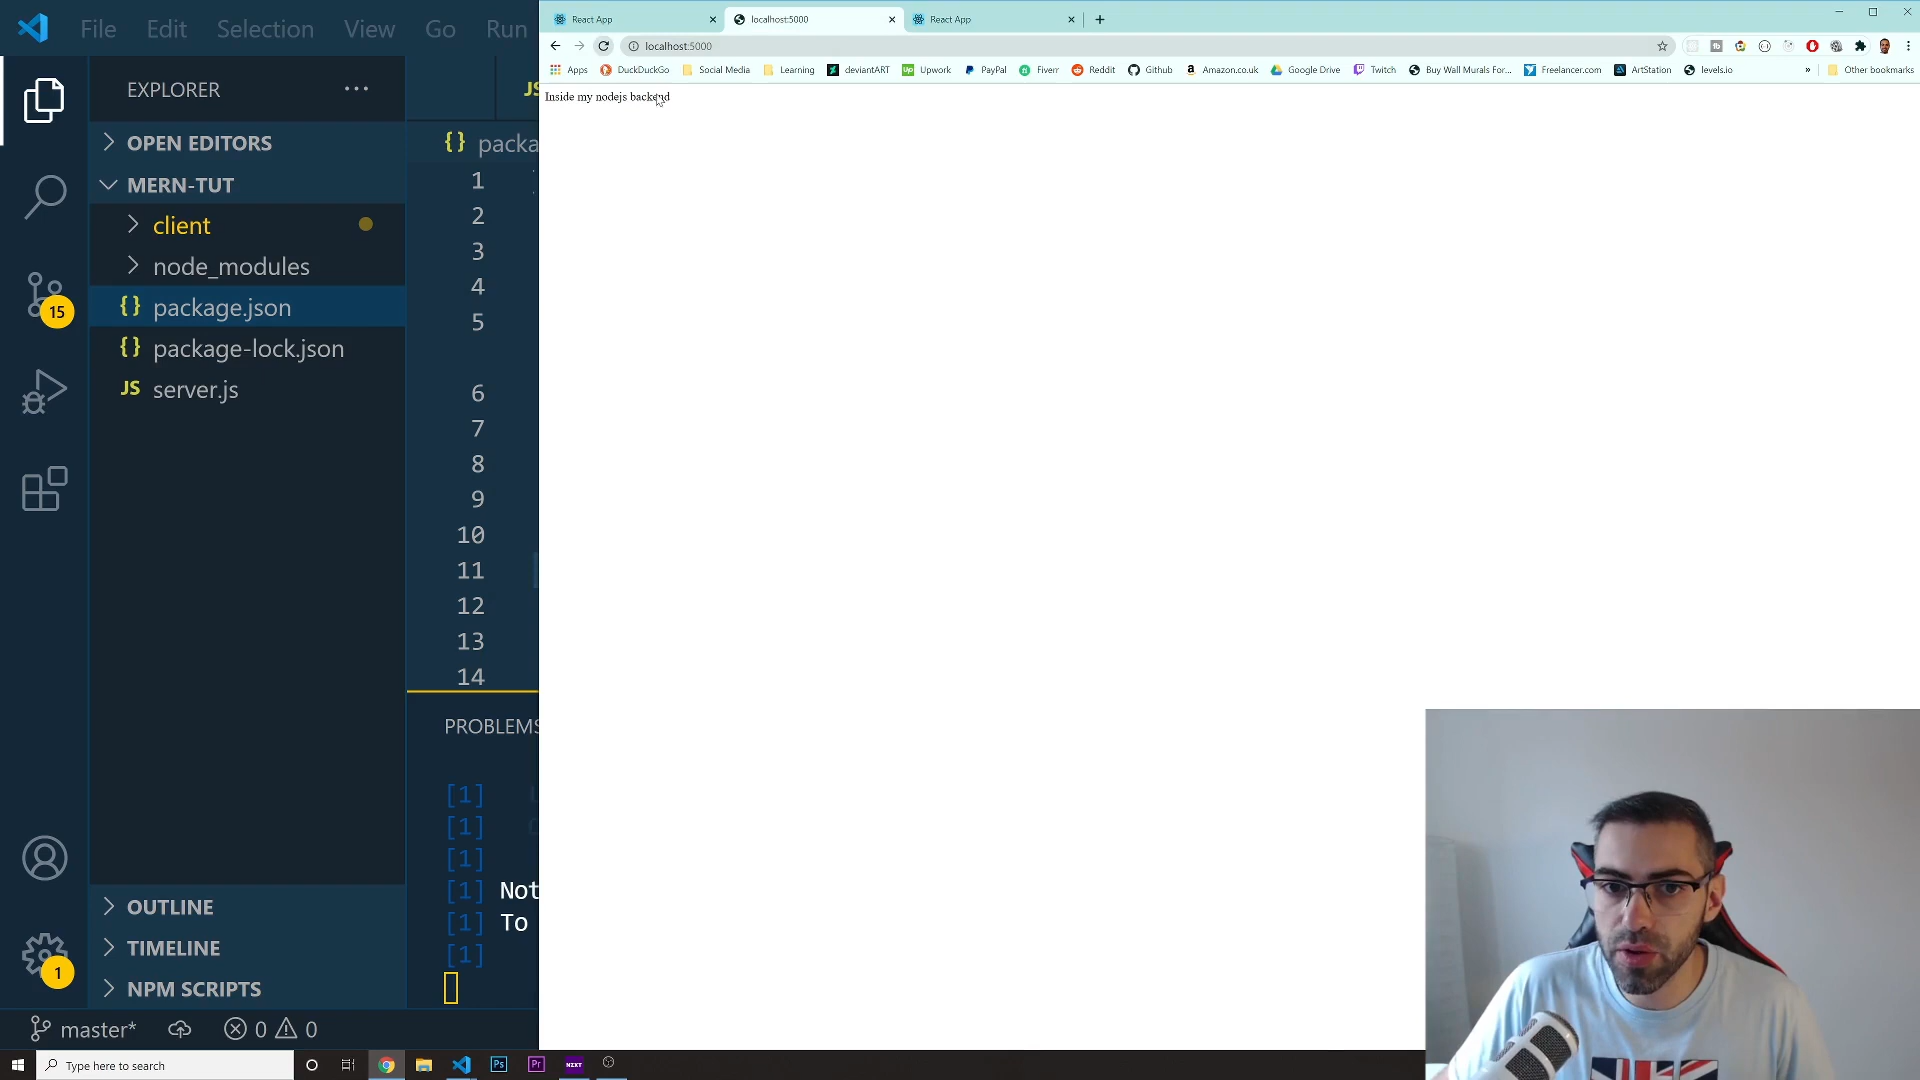 File Edit Selection View Go Run
EXPLORER
OPEN EDITORS
MERN-TUT
client
node_modules
{} package.json
{} package-lock.json
JS server.js
OUTLINE
TIMELINE
NPM SCRIPTS
15
1
master* 0 0
JS
{} packa
1
2
3
4
5
6
7
8
9
10
11
12
13
14
PROBLEMS
[1]
[1]
[1]
[1] Not
[1] To
[1]
React App
localhost:5000
React App
localhost:5000
Apps DuckDuckGo Social Media Learning deviantART Upwork PayPal Fiverr Reddit Github Amazon.co.uk Google Drive Twitch Buy Wall Murals For... Freelancer.com ArtStation levels.io » Other bookmarks
Inside my nodejs backend
Type here to search
Ps
Pr
NZXT